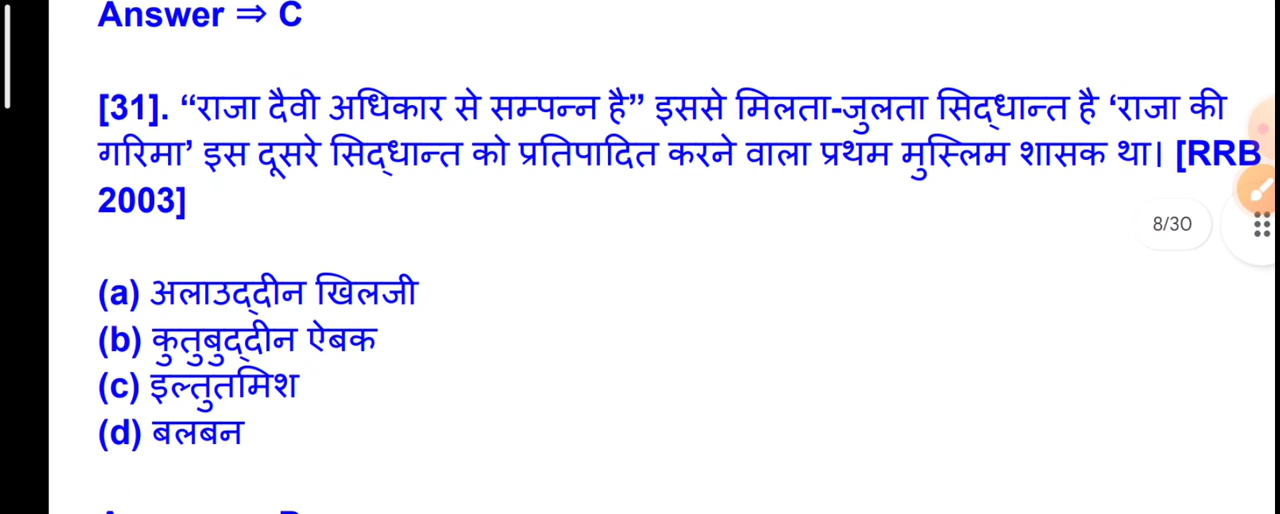 Answer ⇒ C
[31]. “राजा दैवी अधिकार से सम्पन्न है” इससे मिलता-जुलता सिद्धान्त है ‘राजा की
गरिमा’ इस दूसरे सिद्धान्त को प्रतिपादित करने वाला प्रथम मुस्लिम शासक था। [RRB
2003]
8/30
(a) अलाउद्दीन खिलजी
(b) कुतुबुद्दीन ऐबक
(c) इल्तुतमिश
(d) बलबन